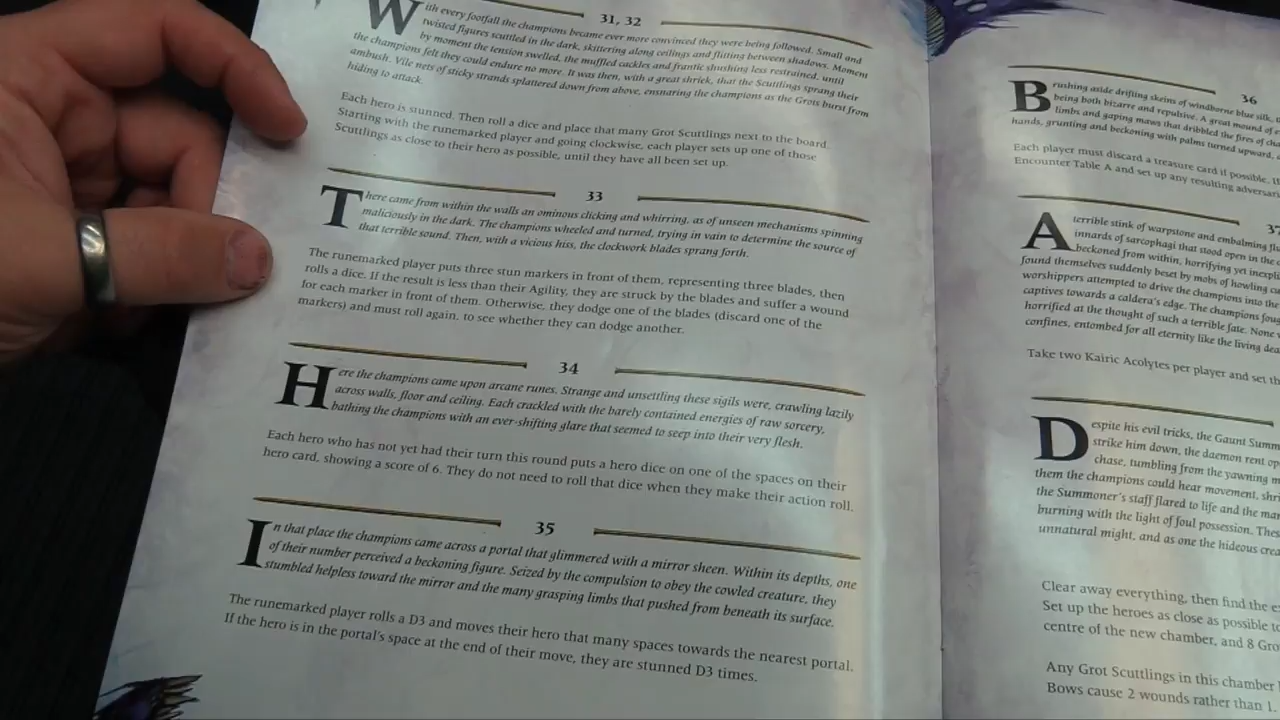 31, 32
With every footfall the champions became ever more convinced they were being followed. Small and
twisted figures scuttled in the dark, skittering along ceilings and flitting between shadows. Moment
by moment the tension swelled, the muffled cackles and frantic shushing less restrained, until
the champions felt they could endure no more. It was then, with a great shriek, that the Scuttlings sprang their
ambush. Vile nets of sticky strands splattered down from above, ensnaring the champions as the Grots burst from
hiding to attack.
Each hero is stunned. Then roll a dice and place that many Grot Scuttlings next to the board.
Starting with the runemarked player and going clockwise, each player sets up one of those
Scuttlings as close to their hero as possible, until they have all been set up.
33
There came from within the walls an ominous clicking and whirring, as of unseen mechanisms spinning
maliciously in the dark. The champions wheeled and turned, trying in vain to determine the source of
that terrible sound. Then, with a vicious hiss, the clockwork blades sprang forth.
The runemarked player puts three stun markers in front of them, representing three blades, then
rolls a dice. If the result is less than their Agility, they are struck by the blades and suffer a wound
for each marker in front of them. Otherwise, they dodge one of the blades (discard one of the
markers) and must roll again, to see whether they can dodge another.
34
Here the champions came upon arcane runes. Strange and unsettling these sigils were, crawling lazily
across walls, floor and ceiling. Each crackled with the barely contained energies of raw sorcery,
bathing the champions with an ever-shifting glare that seemed to seep into their very flesh.
Each hero who has not yet had their turn this round puts a hero dice on one of the spaces on their
hero card, showing a score of 6. They do not need to roll that dice when they make their action roll.
35
In that place the champions came across a portal that glimmered with a mirror sheen. Within its depths, one
of their number perceived a beckoning figure. Seized by the compulsion to obey the cowled creature, they
stumbled helpless toward the mirror and the many grasping limbs that pushed from beneath its surface.
The runemarked player rolls a D3 and moves their hero that many spaces towards the nearest portal.
If the hero is in the portal's space at the end of their move, they are stunned D3 times.
36
Brushing aside drifting skeins of windborne blue silk,
being both bizarre and repulsive. A great mound of
limbs and gaping maws that dribbled the fires of
hands, grunting and beckoning with palms turned upward,
Each player must discard a treasure card if possible.
Encounter Table A and set up any resulting
37
A terrible stink of warpstone and embalming
innards of sarcophagi that stood open in the
beckoned from within, horrifying yet
found themselves suddenly beset by mobs of howling
worshippers attempted to drive the champions into the
captives towards a caldera's edge. The champions
horrified at the thought of such a terrible fate. None
confines, entombed for all eternity like the living
Take two Kairic Acolytes per player and set
Despite his evil tricks, the Gaunt
strike him down, the daemon rent
chase, tumbling from the yawning
them the champions could hear movement,
the Summoner's staff flared to life and the
burning with the light of foul possession.
unnatural might, and as one the hideous
Clear away everything, then find the
Set up the heroes as close as possible
centre of the new chamber, and 8
Any Grot Scuttlings in this chamber
Bows cause 2 wounds rather than 1.